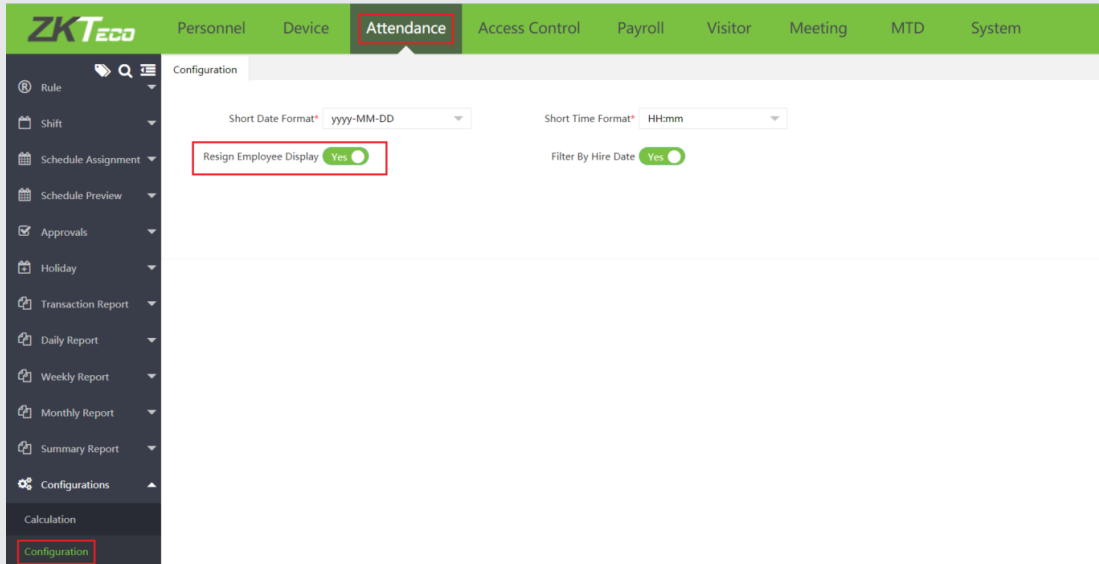 ZKTeco Personnel Device Attendance Access Control Payroll Visitor Meeting MTD System
Configuration
® Rule
Shift
Schedule Assignment
Schedule Preview
Approvals
Holiday
Transaction Report
Daily Report
Weekly Report
Monthly Report
Summary Report
Configurations
Calculation
Configuration
Short Date Format* yyyy-MM-DD Short Time Format* HH:mm
Resign Employee Display Yes Filter By Hire Date Yes